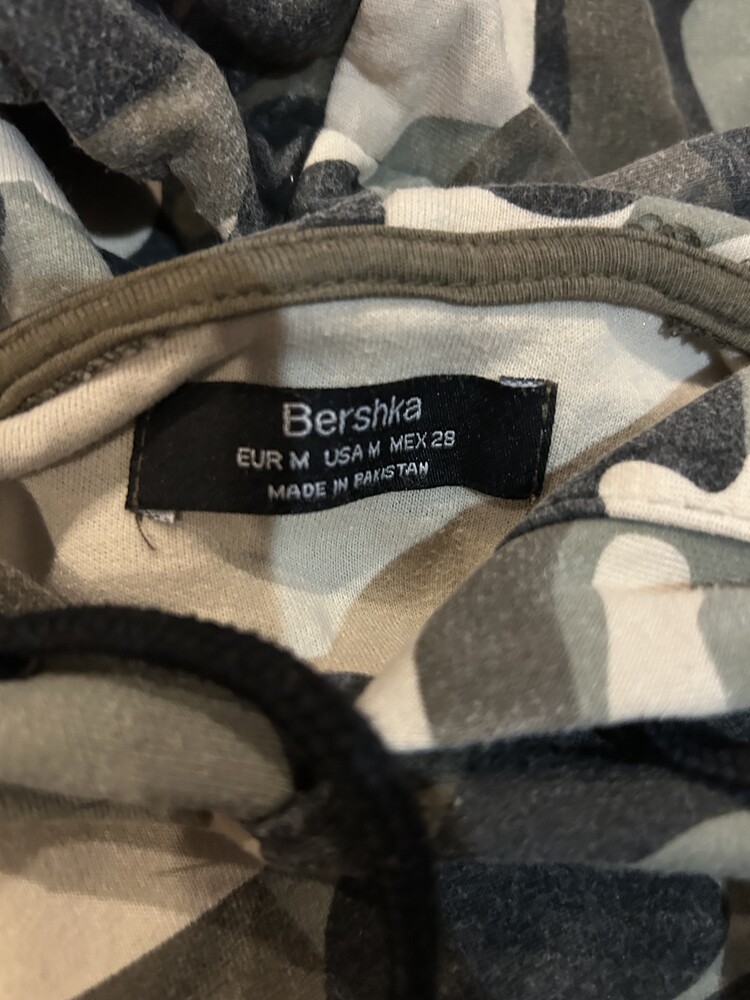 Bershka
EUR M USA M MEX 28
MADE IN PAKISTAN